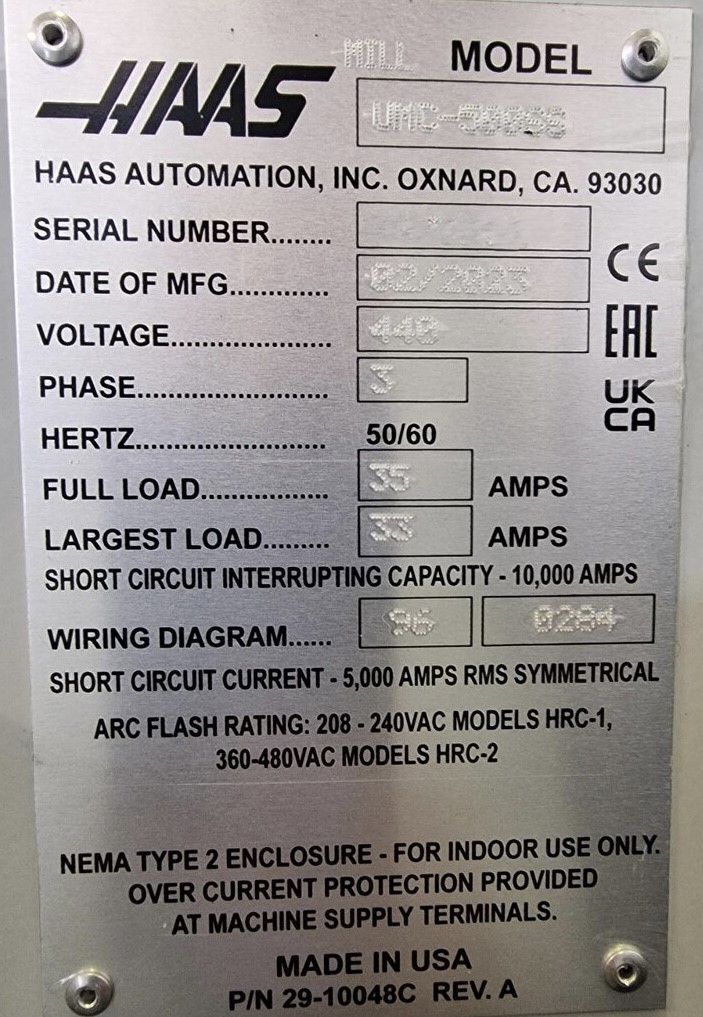 HAAS
MILL MODEL
UMC-500SS
HAAS AUTOMATION, INC. OXNARD, CA. 93030
SERIAL NUMBER........
DATE OF MFG............. 02/2023
VOLTAGE..................... 440
PHASE......................... 3
HERTZ......................... 50/60
FULL LOAD................. 35 AMPS
LARGEST LOAD......... 33 AMPS
SHORT CIRCUIT INTERRUPTING CAPACITY - 10,000 AMPS
WIRING DIAGRAM...... 96 0284
SHORT CIRCUIT CURRENT - 5,000 AMPS RMS SYMMETRICAL
ARC FLASH RATING: 208 - 240VAC MODELS HRC-1,
360-480VAC MODELS HRC-2
NEMA TYPE 2 ENCLOSURE - FOR INDOOR USE ONLY.
OVER CURRENT PROTECTION PROVIDED
AT MACHINE SUPPLY TERMINALS.
MADE IN USA
P/N 29-10048C REV. A
CE
EAC
UK
CA